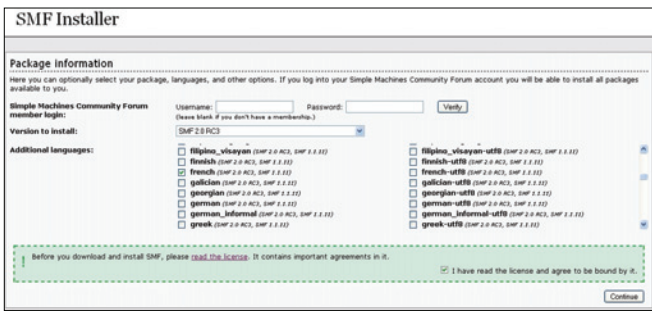 SMF Installer
Package information
Here you can optionally select your package, languages, and other options. If you log into your Simple Machines Community Forum account you will be able to install all packages
available to you.
Simple Machines Community Forum
member login:
Username: Password: Verify
(leave blank if you don't have a membership.)
Version to install: SMF 2.0 RC3
Additional languages:
filipino_visayan (SMF 2.0 RC3, SMF 1.1.11) filipino_visayan-utf8 (SMF 2.0 RC3, SMF 1.1.11)
finnish (SMF 2.0 RC3, SMF 1.1.11) finnish-utf8 (SMF 2.0 RC3, SMF 1.1.11)
french (SMF 2.0 RC3, SMF 1.1.11) french-utf8 (SMF 2.0 RC3, SMF 1.1.11)
galician (SMF 2.0 RC3, SMF 1.1.11) galician-utf8 (SMF 2.0 RC3, SMF 1.1.11)
georgian (SMF 2.0 RC3, SMF 1.1.11) georgian-utf8 (SMF 2.0 RC3, SMF 1.1.11)
german (SMF 2.0 RC3, SMF 1.1.11) german-utf8 (SMF 2.0 RC3, SMF 1.1.11)
german_informal (SMF 2.0 RC3, SMF 1.1.11) german_informal-utf8 (SMF 2.0 RC3, SMF 1.1.11)
greek (SMF 2.0 RC3, SMF 1.1.11) greek-utf8 (SMF 2.0 RC3, SMF 1.1.11)
! Before you download and install SMF, please read the license. It contains important agreements in it.
I have read the license and agree to be bound by it.
Continue